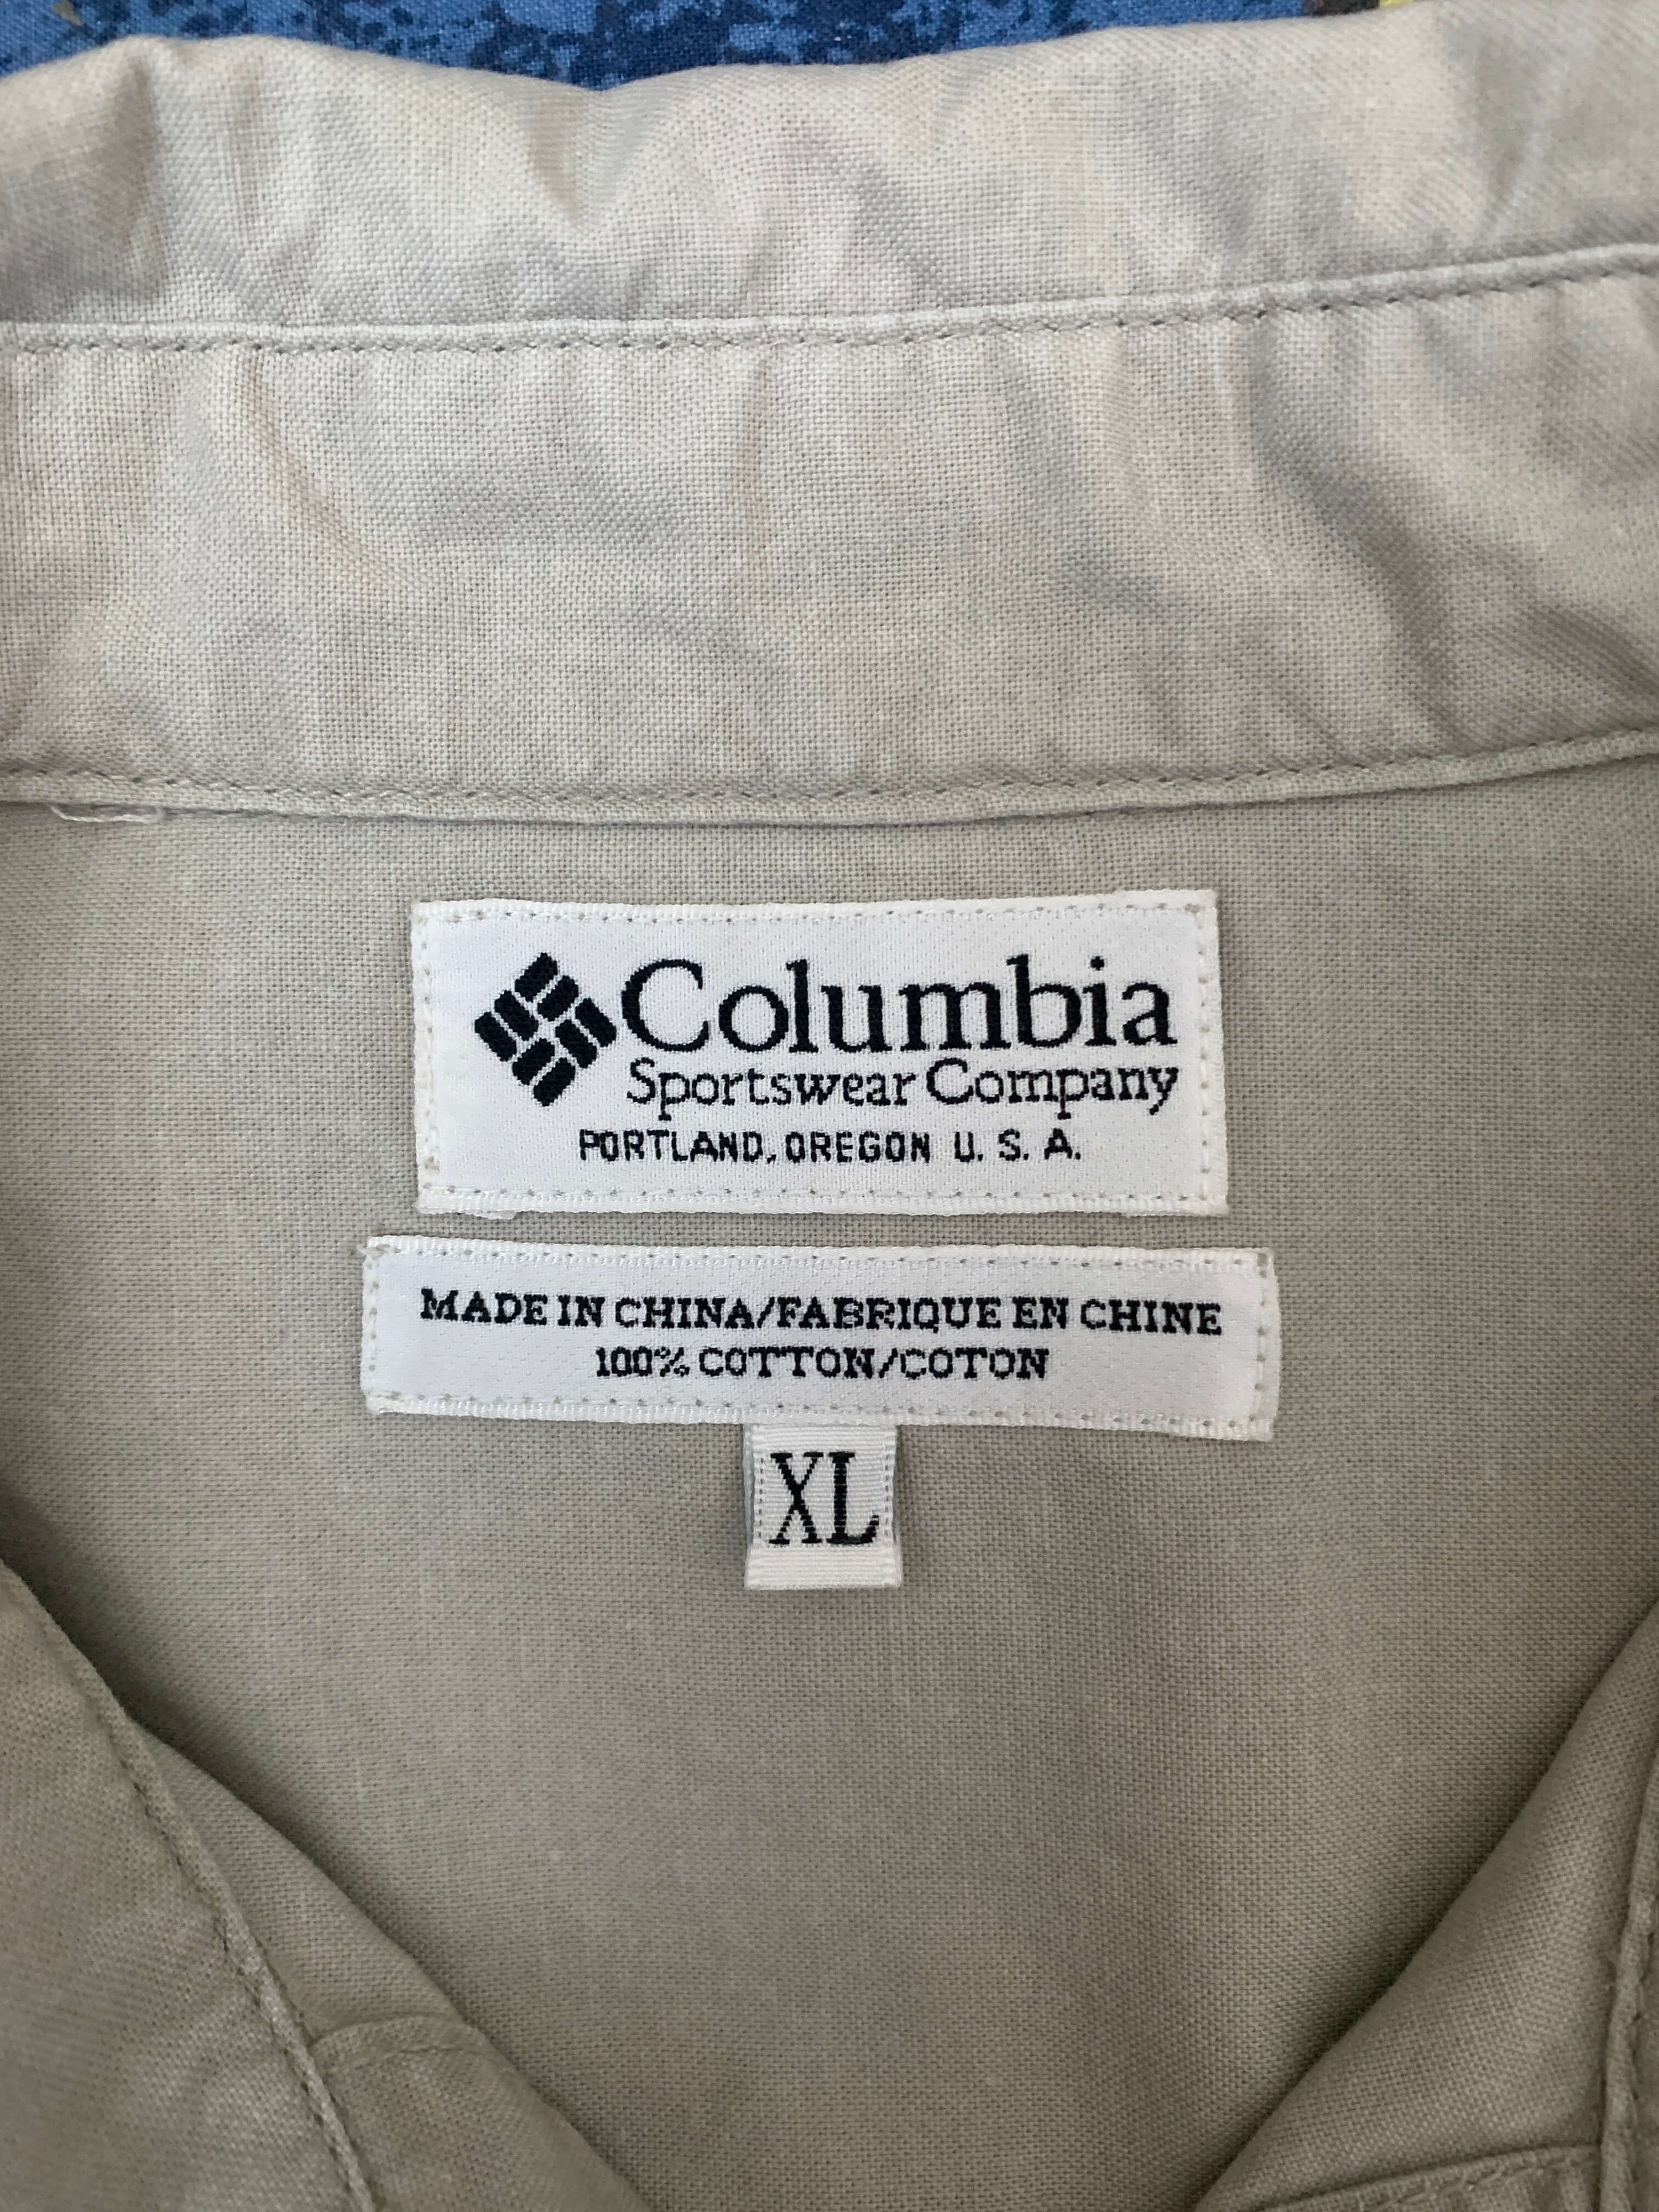 Columbia
Sportswear Company
PORTLAND, OREGON U. S. A.
MADE IN CHINA/FABRIQUE EN CHINE
100% COTTON/COTON
XL